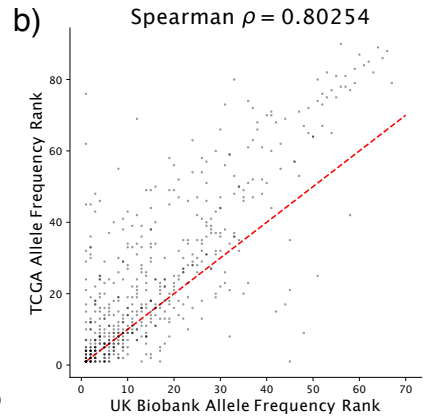 b)
Spearman ρ = 0.80254
TCGA Allele Frequency Rank
80
60
40
20
0
0 10 20 30 40 50 60 70
UK Biobank Allele Frequency Rank